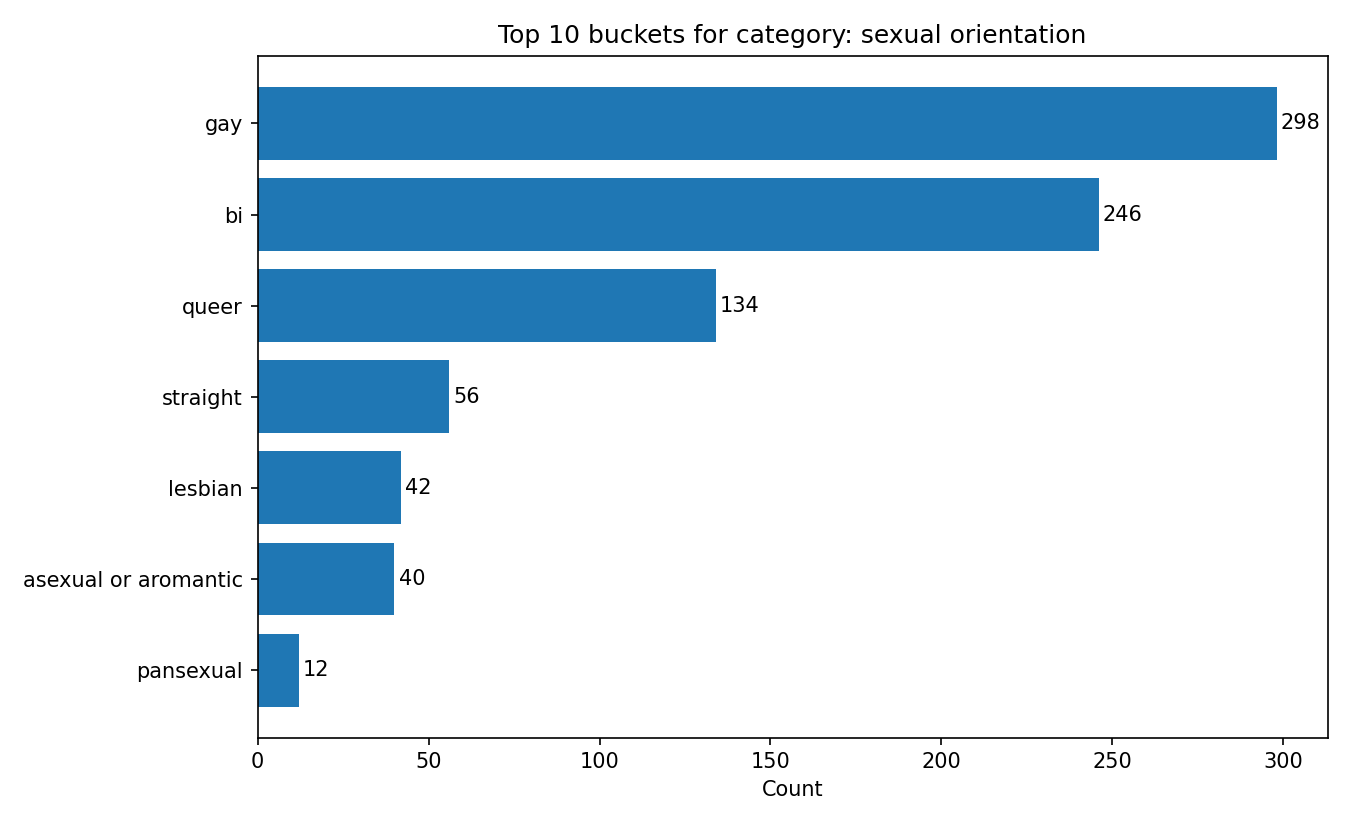 Top 10 buckets for category: sexual orientation
gay
298
bi
246
queer
134
straight
56
lesbian
42
asexual or aromantic
40
pansexual
12
0 50 100 150 200 250 300
Count